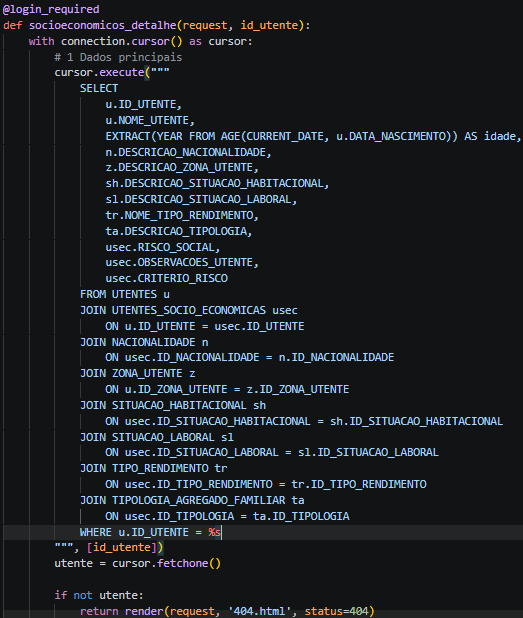 @login_required
def socioeconomicos_detalhe(request, id_utente):
    with connection.cursor() as cursor:
        # 1 Dados principais
        cursor.execute("""
            SELECT
                u.ID_UTENTE,
                u.NOME_UTENTE,
                EXTRACT(YEAR FROM AGE(CURRENT_DATE, u.DATA_NASCIMENTO)) AS idade,
                n.DESCRICAO_NACIONALIDADE,
                z.DESCRICAO_ZONA_UTENTE,
                sh.DESCRICAO_SITUACAO_HABITACIONAL,
                sl.DESCRICAO_SITUACAO_LABORAL,
                tr.NOME_TIPO_RENDIMENTO,
                ta.DESCRICAO_TIPOLOGIA,
                usec.RISCO_SOCIAL,
                usec.OBSERVACOES_UTENTE,
                usec.CRITERIO_RISCO
            FROM UTENTES u
            JOIN UTENTES_SOCIO_ECONOMICAS usec
                ON u.ID_UTENTE = usec.ID_UTENTE
            JOIN NACIONALIDADE n
                ON usec.ID_NACIONALIDADE = n.ID_NACIONALIDADE
            JOIN ZONA_UTENTE z
                ON u.ID_ZONA_UTENTE = z.ID_ZONA_UTENTE
            JOIN SITUACAO_HABITACIONAL sh
                ON usec.ID_SITUACAO_HABITACIONAL = sh.ID_SITUACAO_HABITACIONAL
            JOIN SITUACAO_LABORAL sl
                ON usec.ID_SITUACAO_LABORAL = sl.ID_SITUACAO_LABORAL
            JOIN TIPO_RENDIMENTO tr
                ON usec.ID_TIPO_RENDIMENTO = tr.ID_TIPO_RENDIMENTO
            JOIN TIPOLOGIA_AGREGADO_FAMILIAR ta
                ON usec.ID_TIPOLOGIA = ta.ID_TIPOLOGIA
            WHERE u.ID_UTENTE = %s
        """, [id_utente])
        utente = cursor.fetchone()

        if not utente:
            return render(request, '404.html', status=404)